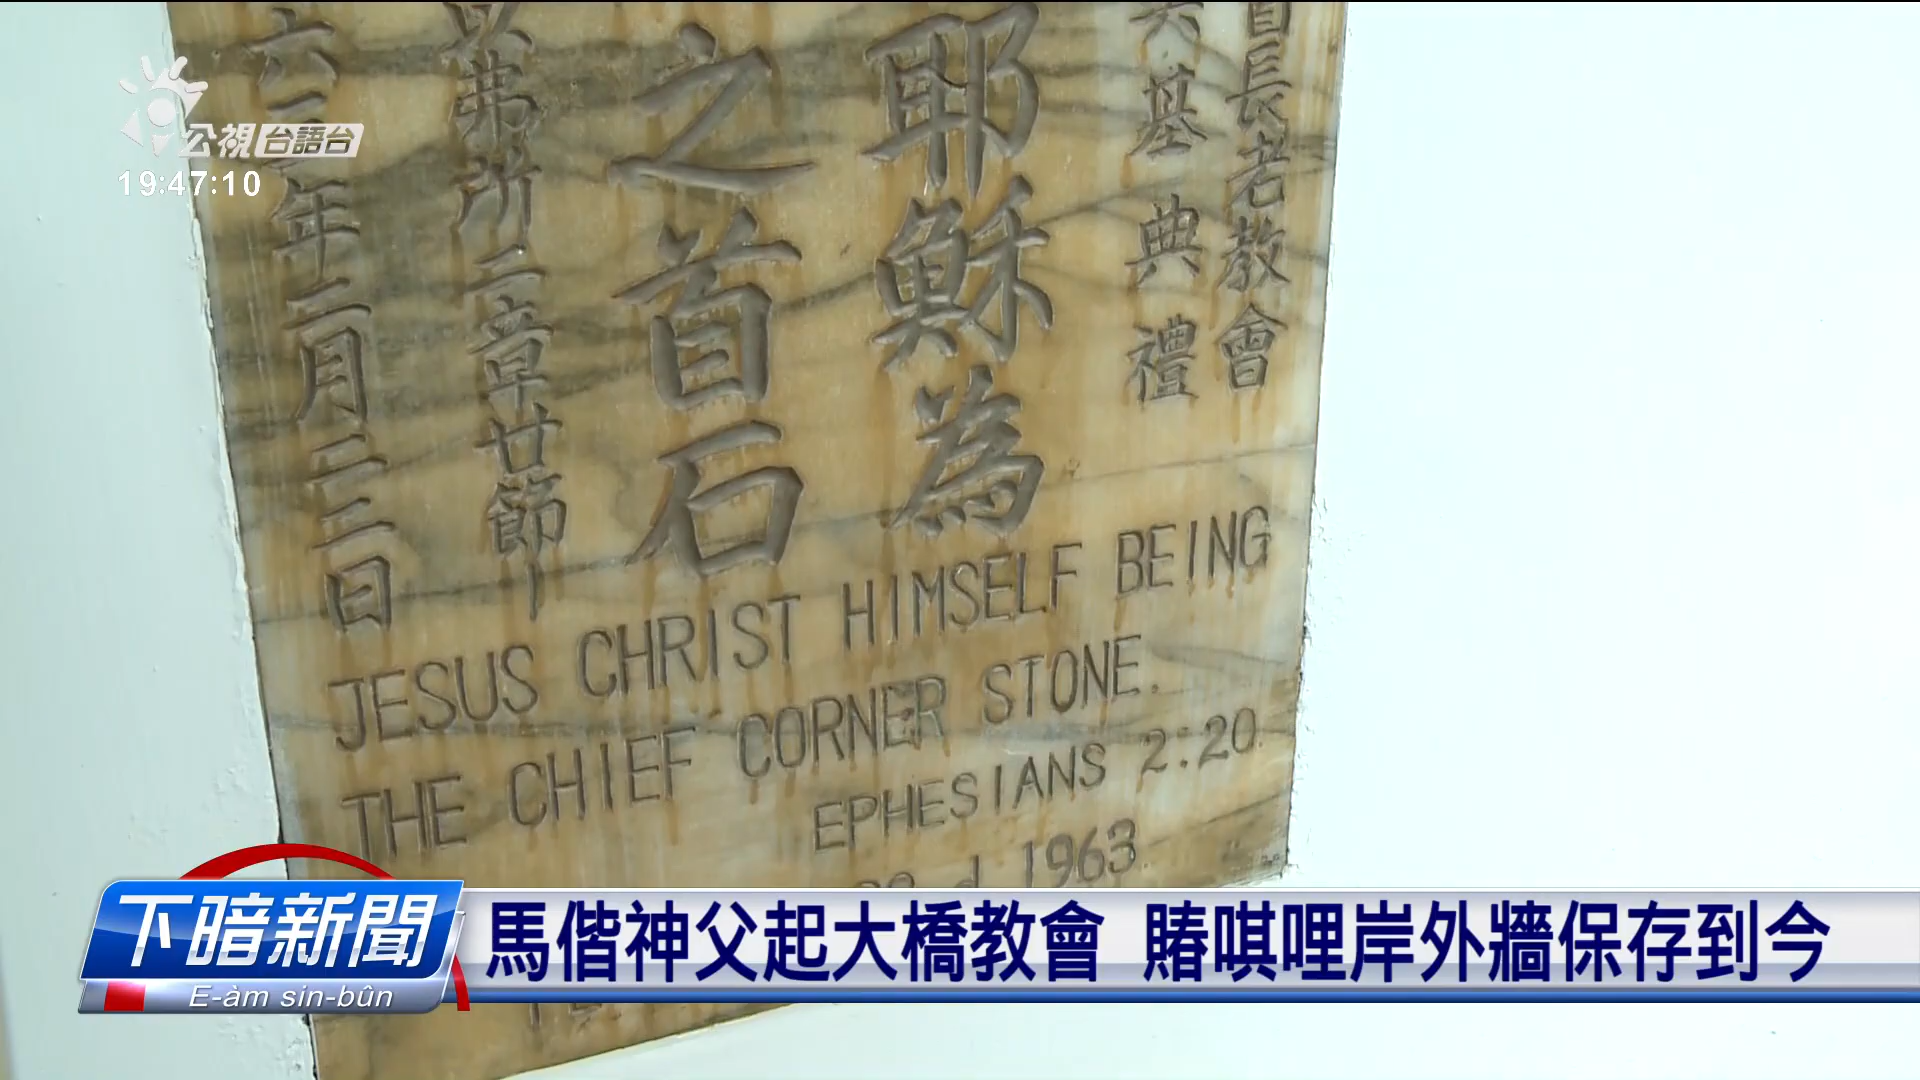 公視台語台
19:47:10
長老教會
基典禮
耶穌為
之首石
弗所二章廿節
年二月二三日
JESUS CHRIST HIMSELF BEING
THE CHIEF CORNER STONE.
EPHESIANS 2:20.
1963.
下暗新聞
E-àm sin-bûn
馬偕神父起大橋教會 賰唭哩岸外牆保存到今